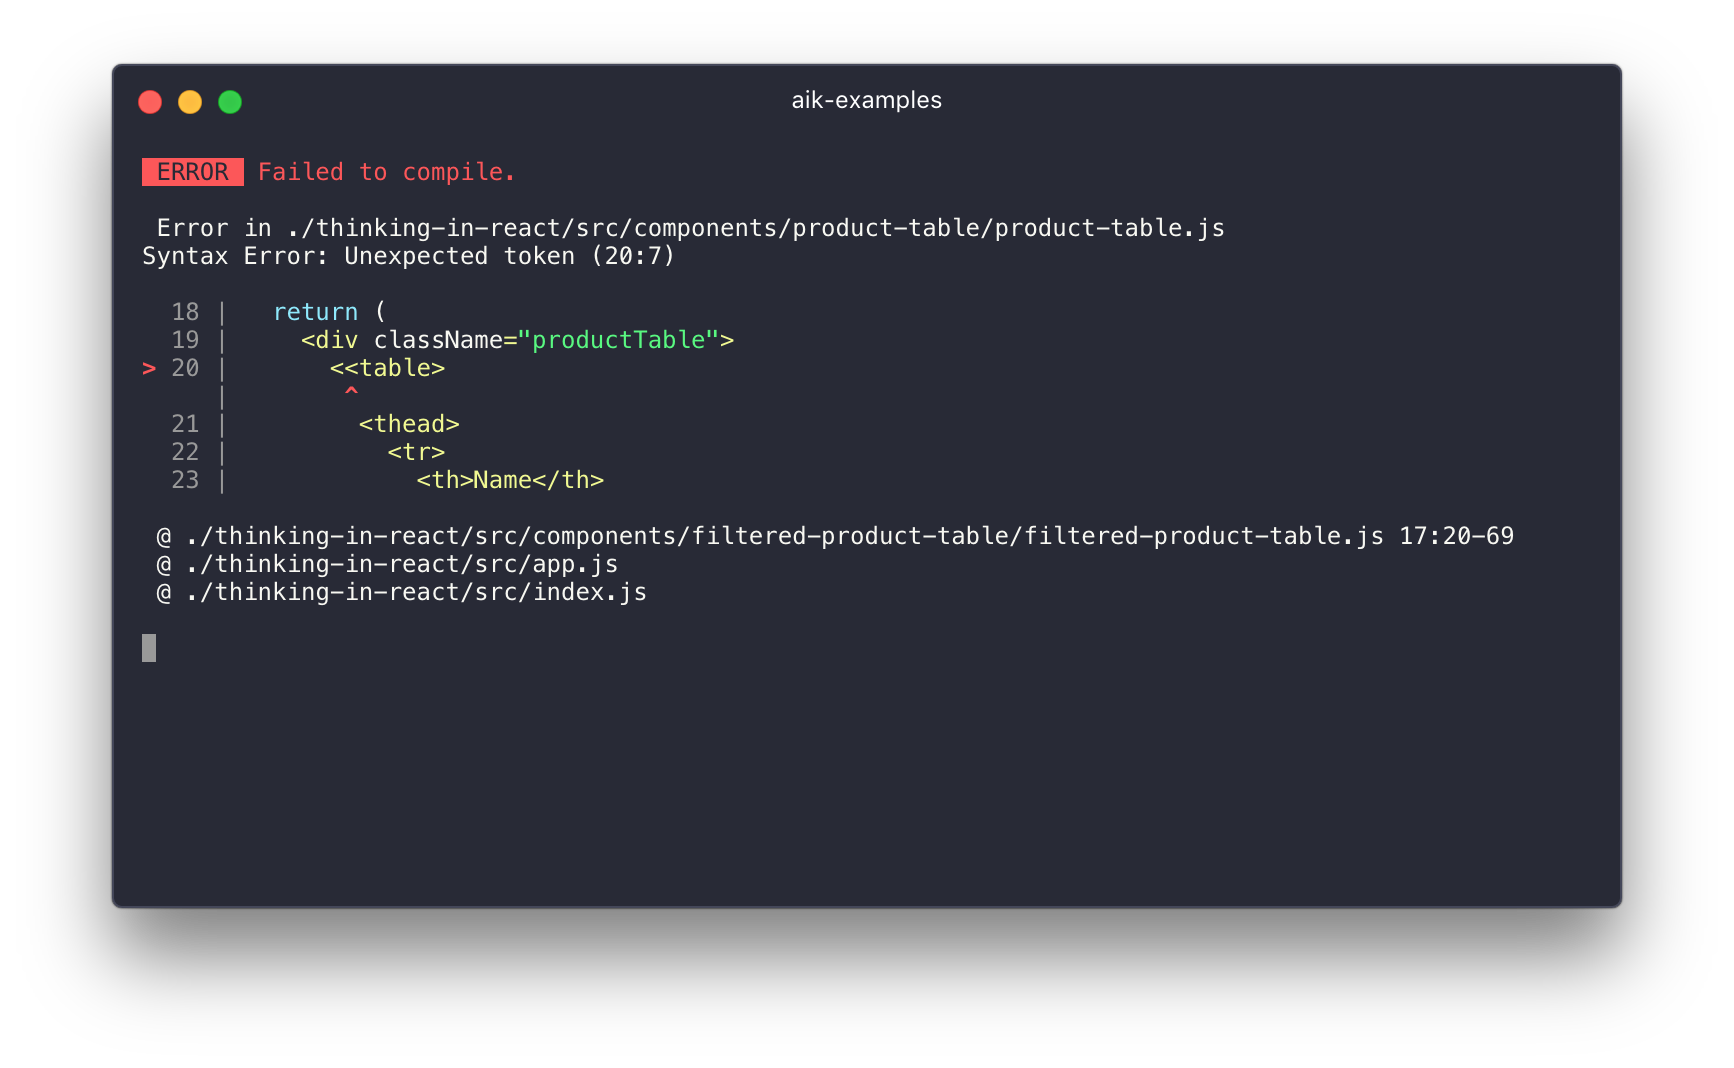 aik-examples
ERROR Failed to compile.
Error in ./thinking-in-react/src/components/product-table/product-table.js
Syntax Error: Unexpected token (20:7)
18 |   return (
19 |     <div className="productTable">
> 20 |       <<table>
|        ^
21 |         <thead>
22 |           <tr>
23 |             <th>Name</th>
@ ./thinking-in-react/src/components/filtered-product-table/filtered-product-table.js 17:20-69
@ ./thinking-in-react/src/app.js
@ ./thinking-in-react/src/index.js